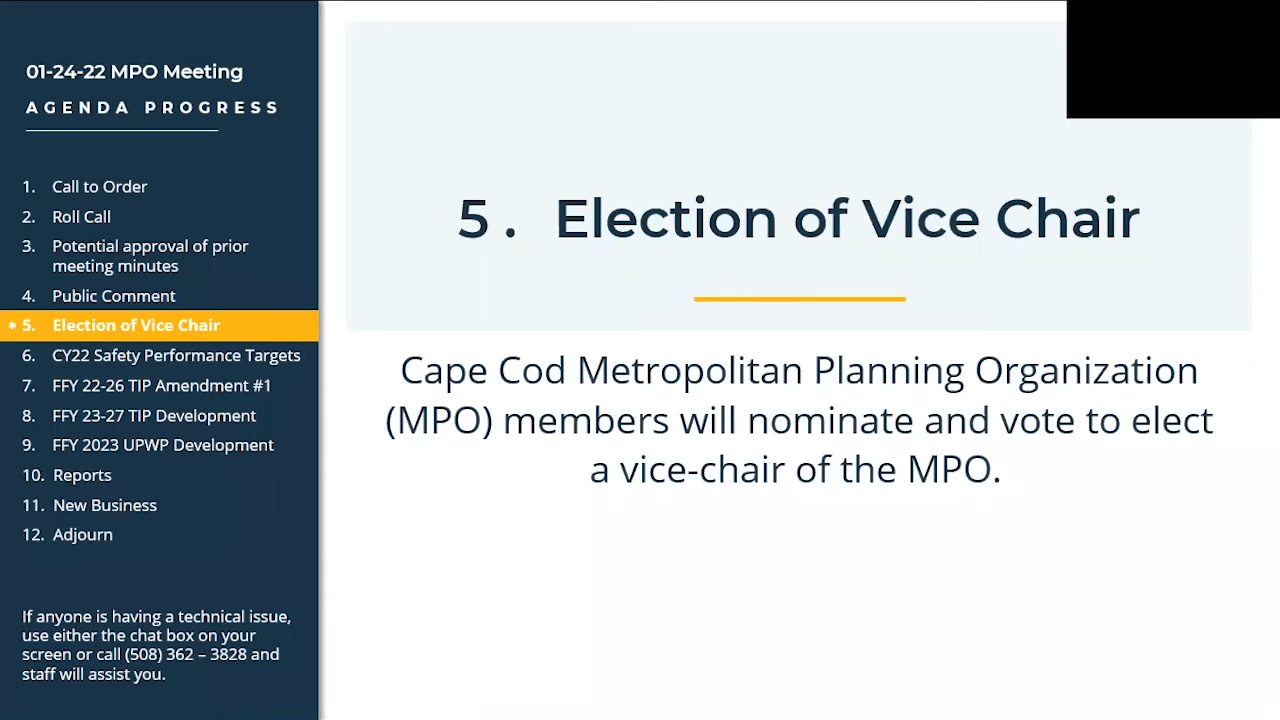 01-24-22 MPO Meeting
AGENDA PROGRESS
1. Call to Order
2. Roll Call
3. Potential approval of prior
meeting minutes
4. Public Comment
* 5. Election of Vice Chair
6. CY22 Safety Performance Targets
7. FFY 22-26 TIP Amendment #1
8. FFY 23-27 TIP Development
9. FFY 2023 UPWP Development
10. Reports
11. New Business
12. Adjourn
If anyone is having a technical issue,
use either the chat box on your
screen or call (508) 362 – 3828 and
staff will assist you.
5 . Election of Vice Chair
Cape Cod Metropolitan Planning Organization
(MPO) members will nominate and vote to elect
a vice-chair of the MPO.